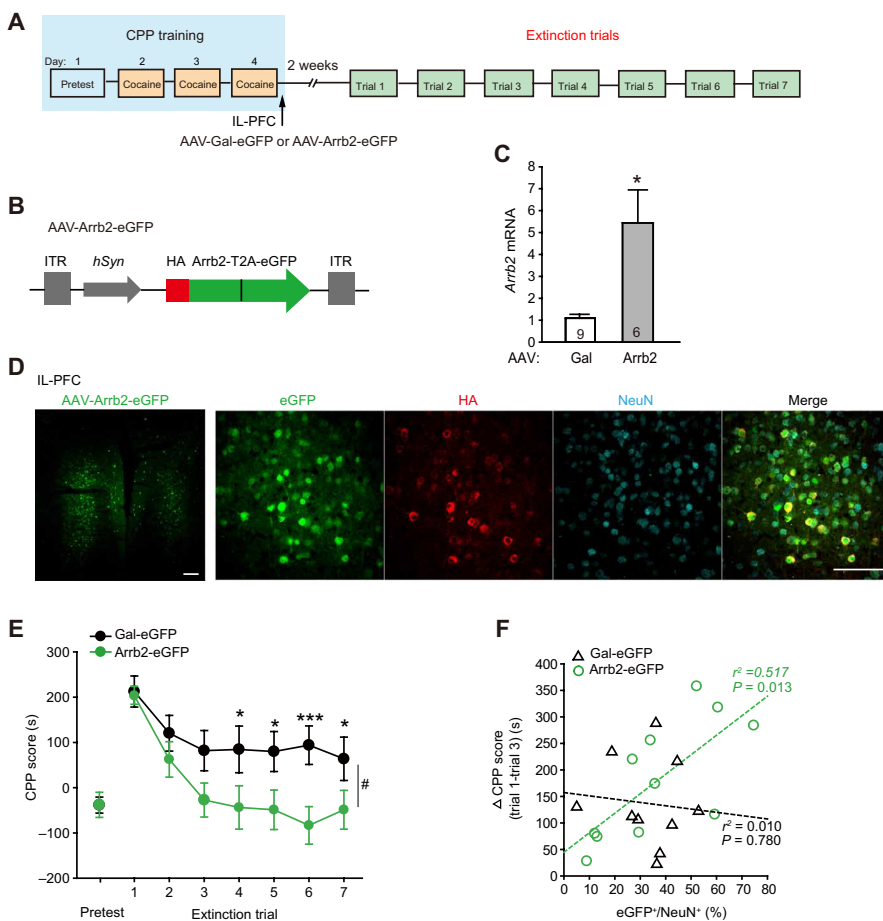 A
CPP training
Extinction trials
Day: 1 2 3 4
2 weeks
Pretest Cocaine Cocaine Cocaine
Trial 1 Trial 2 Trial 3 Trial 4 Trial 5 Trial 6 Trial 7
IL-PFC
AAV-Gal-eGFP or AAV-Arrb2-eGFP
B
AAV-Arrb2-eGFP
ITR hSyn HA Arrb2-T2A-eGFP ITR
C
Arrb2 mRNA
8
7
6
5
4
3
2
1
0
*
9 6
AAV: Gal Arrb2
D
IL-PFC
AAV-Arrb2-eGFP eGFP HA NeuN Merge
E
Gal-eGFP
Arrb2-eGFP
CPP score (s)
300
200
100
0
−100
−200
* * *** *
#
1 2 3 4 5 6 7
Pretest Extinction trial
F
Gal-eGFP
Arrb2-eGFP
Δ CPP score
(trial 1-trial 3) (s)
400
350
300
250
200
150
100
50
0
r² =0.517
P = 0.013
r² = 0.010
P = 0.780
0 10 20 30 40 50 60 70 80
eGFP⁺/NeuN⁺ (%)